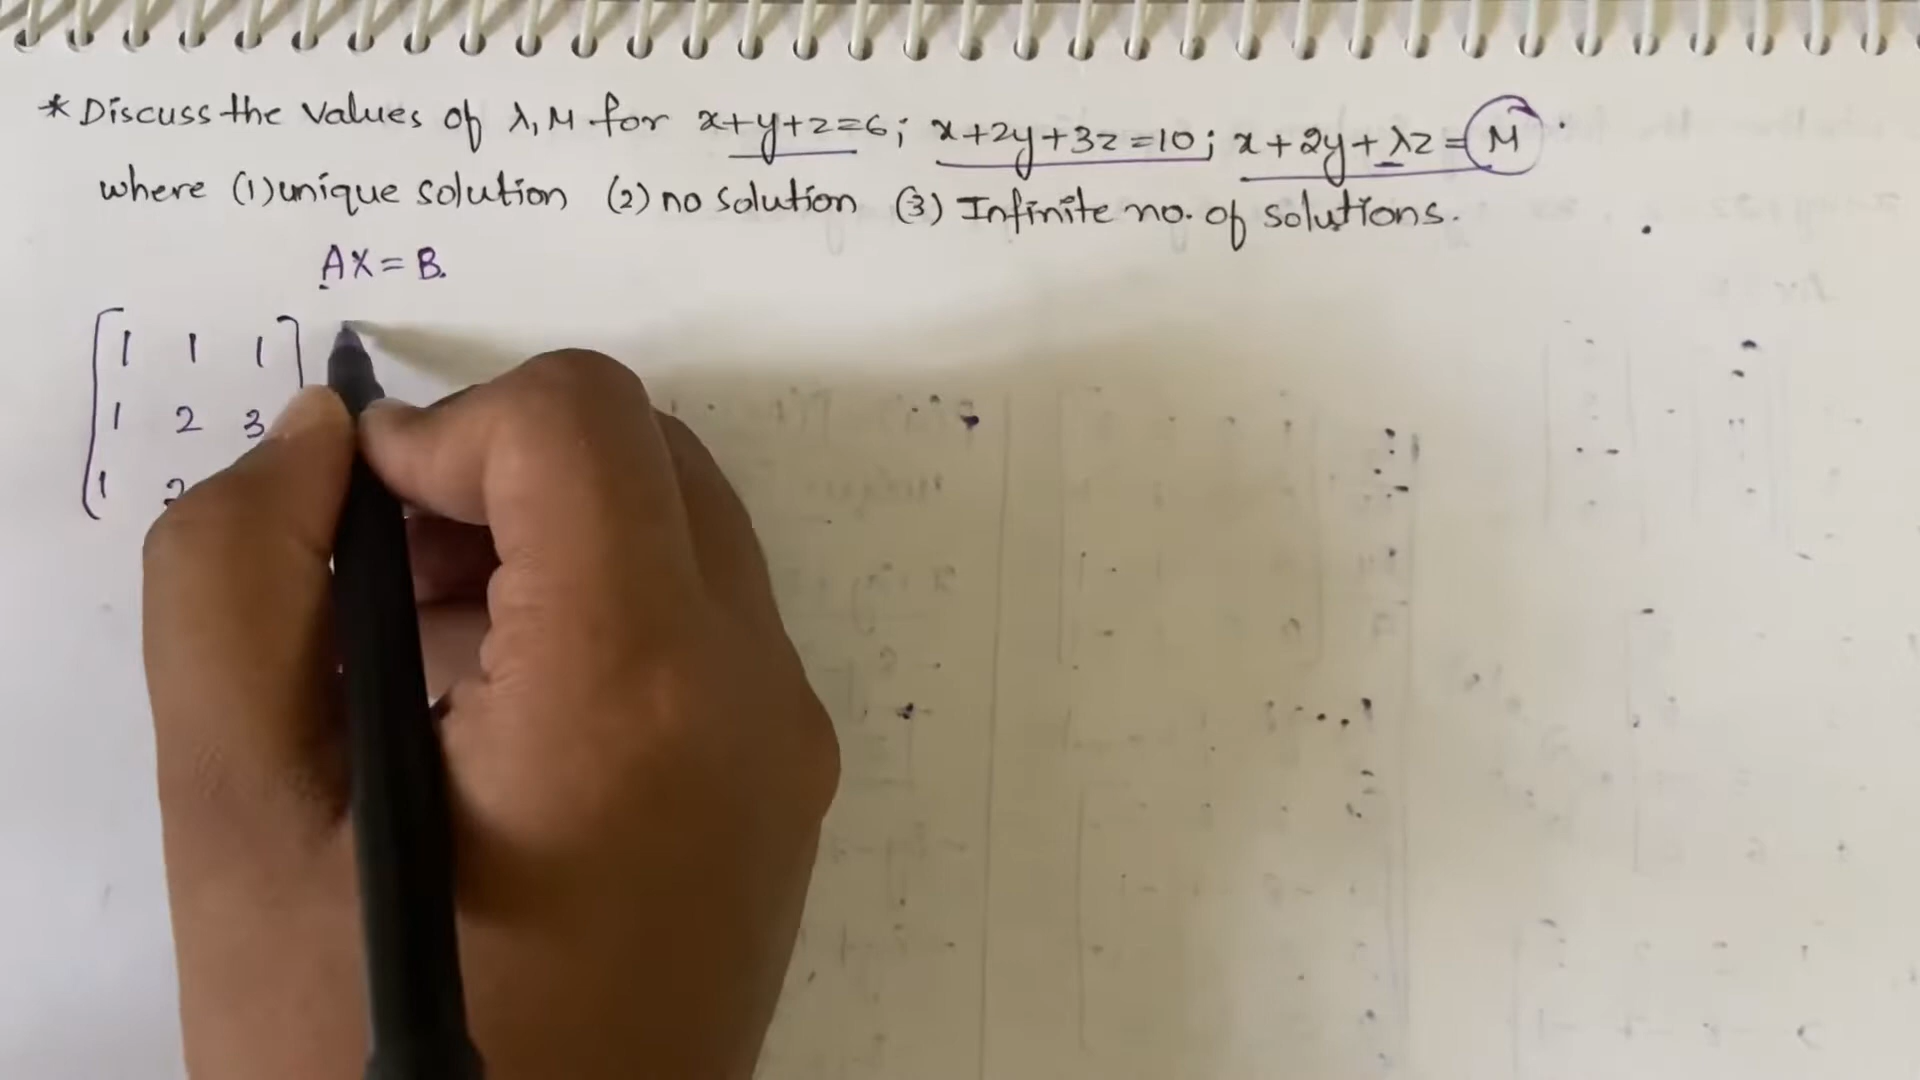 * Discuss the values of λ, M for x+y+z=6; x+2y+3z=10; x+2y+λz=M.
where (1) unique solution (2) no solution (3) Infinite no. of solutions.
AX=B.
1 1 1
1 2 3
1 2